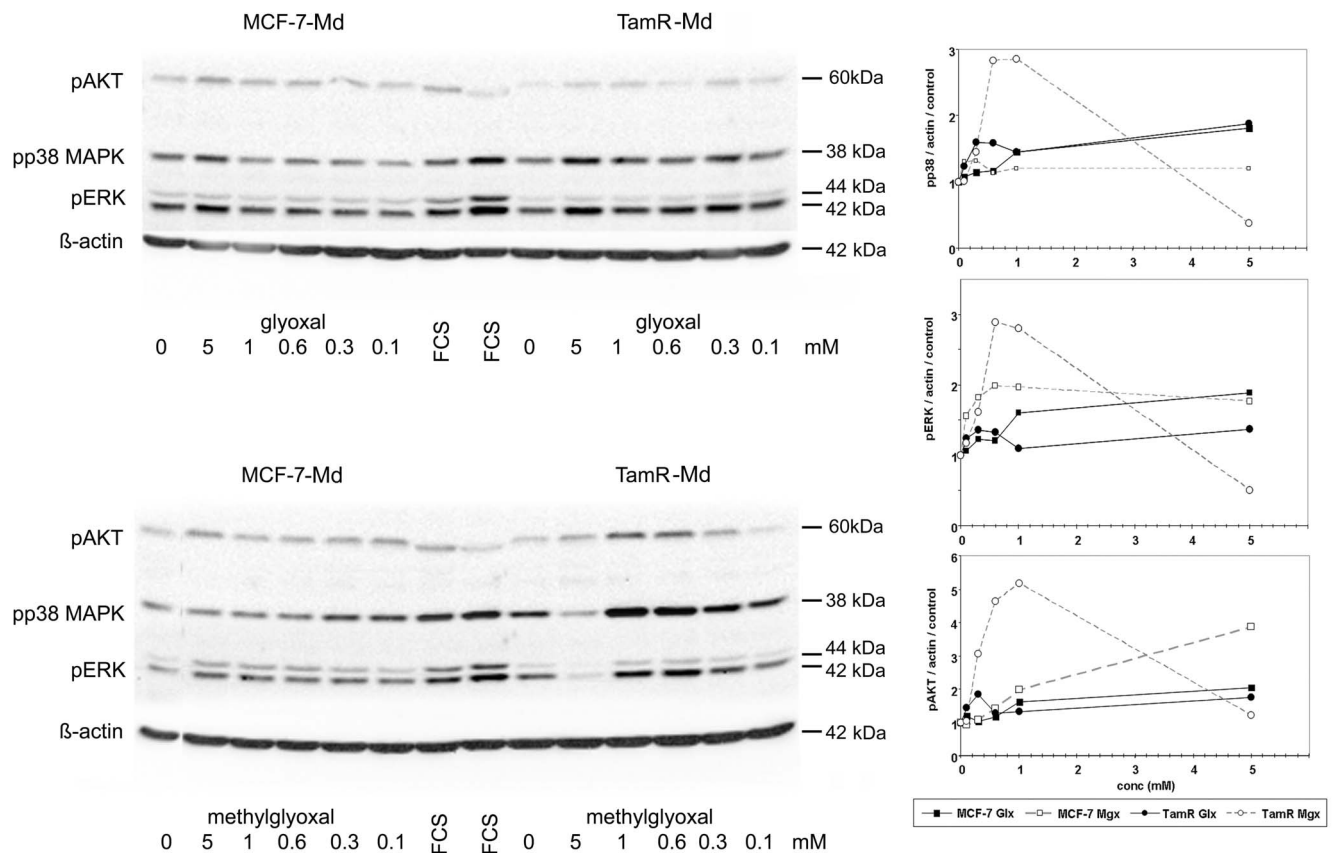 MCF-7-Md TamR-Md
pAKT
60kDa
pp38 MAPK
38 kDa
44 kDa
pERK
42 kDa
ß-actin
42 kDa
glyoxal FCS FCS glyoxal
0 5 1 0.6 0.3 0.1 0 5 1 0.6 0.3 0.1 mM
MCF-7-Md TamR-Md
pAKT
60kDa
pp38 MAPK
38 kDa
44 kDa
pERK
42 kDa
ß-actin
42 kDa
methylglyoxal FCS FCS methylglyoxal
0 5 1 0.6 0.3 0.1 0 5 1 0.6 0.3 0.1 mM
pp38 / actin / control
3
2
1
0
0 1 2 3 4 5
pERK / actin / control
3
2
1
0
0 1 2 3 4 5
pAKT / actin / control
6
5
4
3
2
1
0
0 1 2 3 4 5
conc (mM)
MCF-7 Glx MCF-7 Mgx TamR Glx TamR Mgx